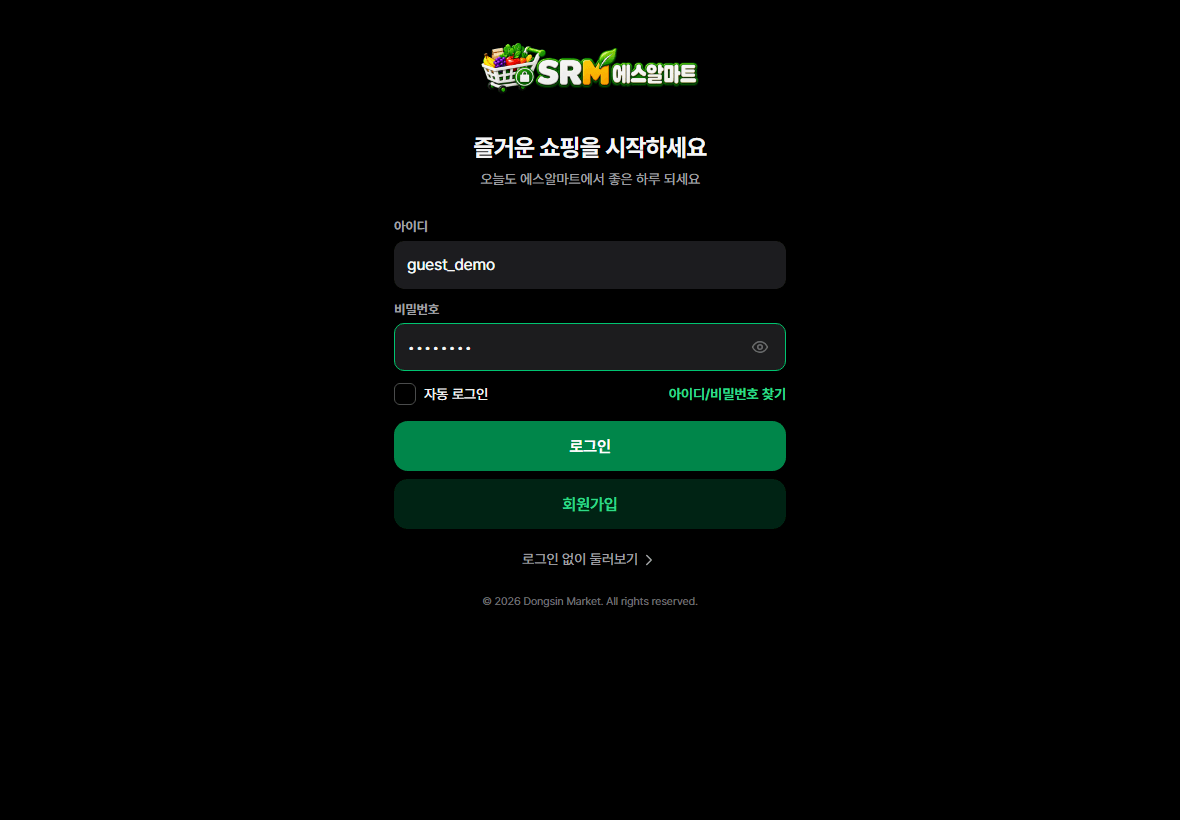 SRM 에스알마트
즐거운 쇼핑을 시작하세요
오늘도 에스알마트에서 좋은 하루 되세요
아이디
guest_demo
비밀번호
••••••••
자동 로그인 아이디/비밀번호 찾기
로그인
회원가입
로그인 없이 둘러보기
© 2026 Dongsin Market. All rights reserved.